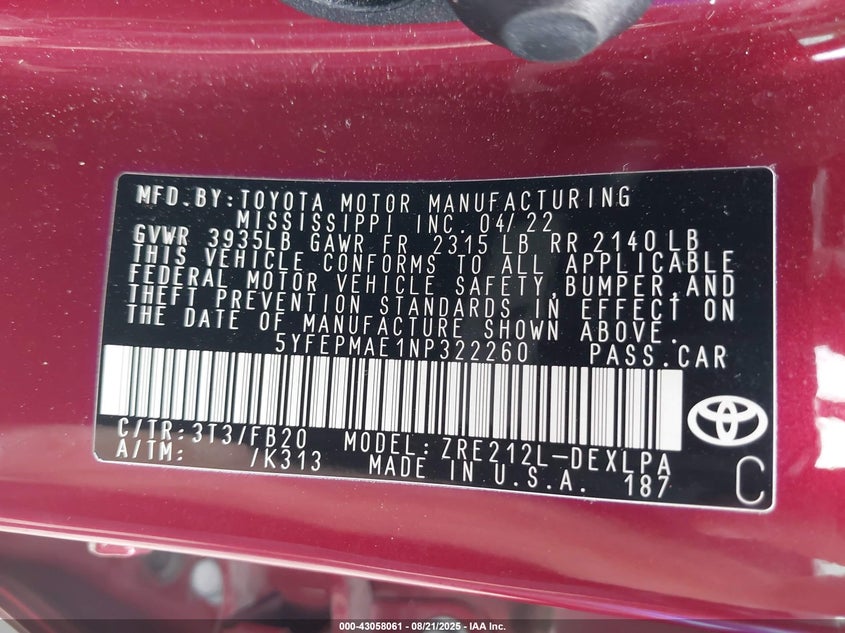 MFD.BY:TOYOTA MOTOR MANUFACTURING
MISSISSIPPI INC. 04/22
GVWR 3935LB GAWR FR 2315 LB RR 2140LB
THIS VEHICLE CONFORMS TO ALL APPLICABLE
FEDERAL MOTOR VEHICLE SAFETY,BUMPER,AND
THEFT PREVENTION STANDARDS IN EFFECT ON
THE DATE OF MANUFACTURE SHOWN ABOVE.
5YFEPMAE1NP322260 PASS.CAR
C/TR:3T3/FB20 MODEL:ZRE212L-DEXLPA
A/TM: /K313 MADE IN U.S.A. 187
C
000-43058061 - 08/21/2025 - IAA Inc.